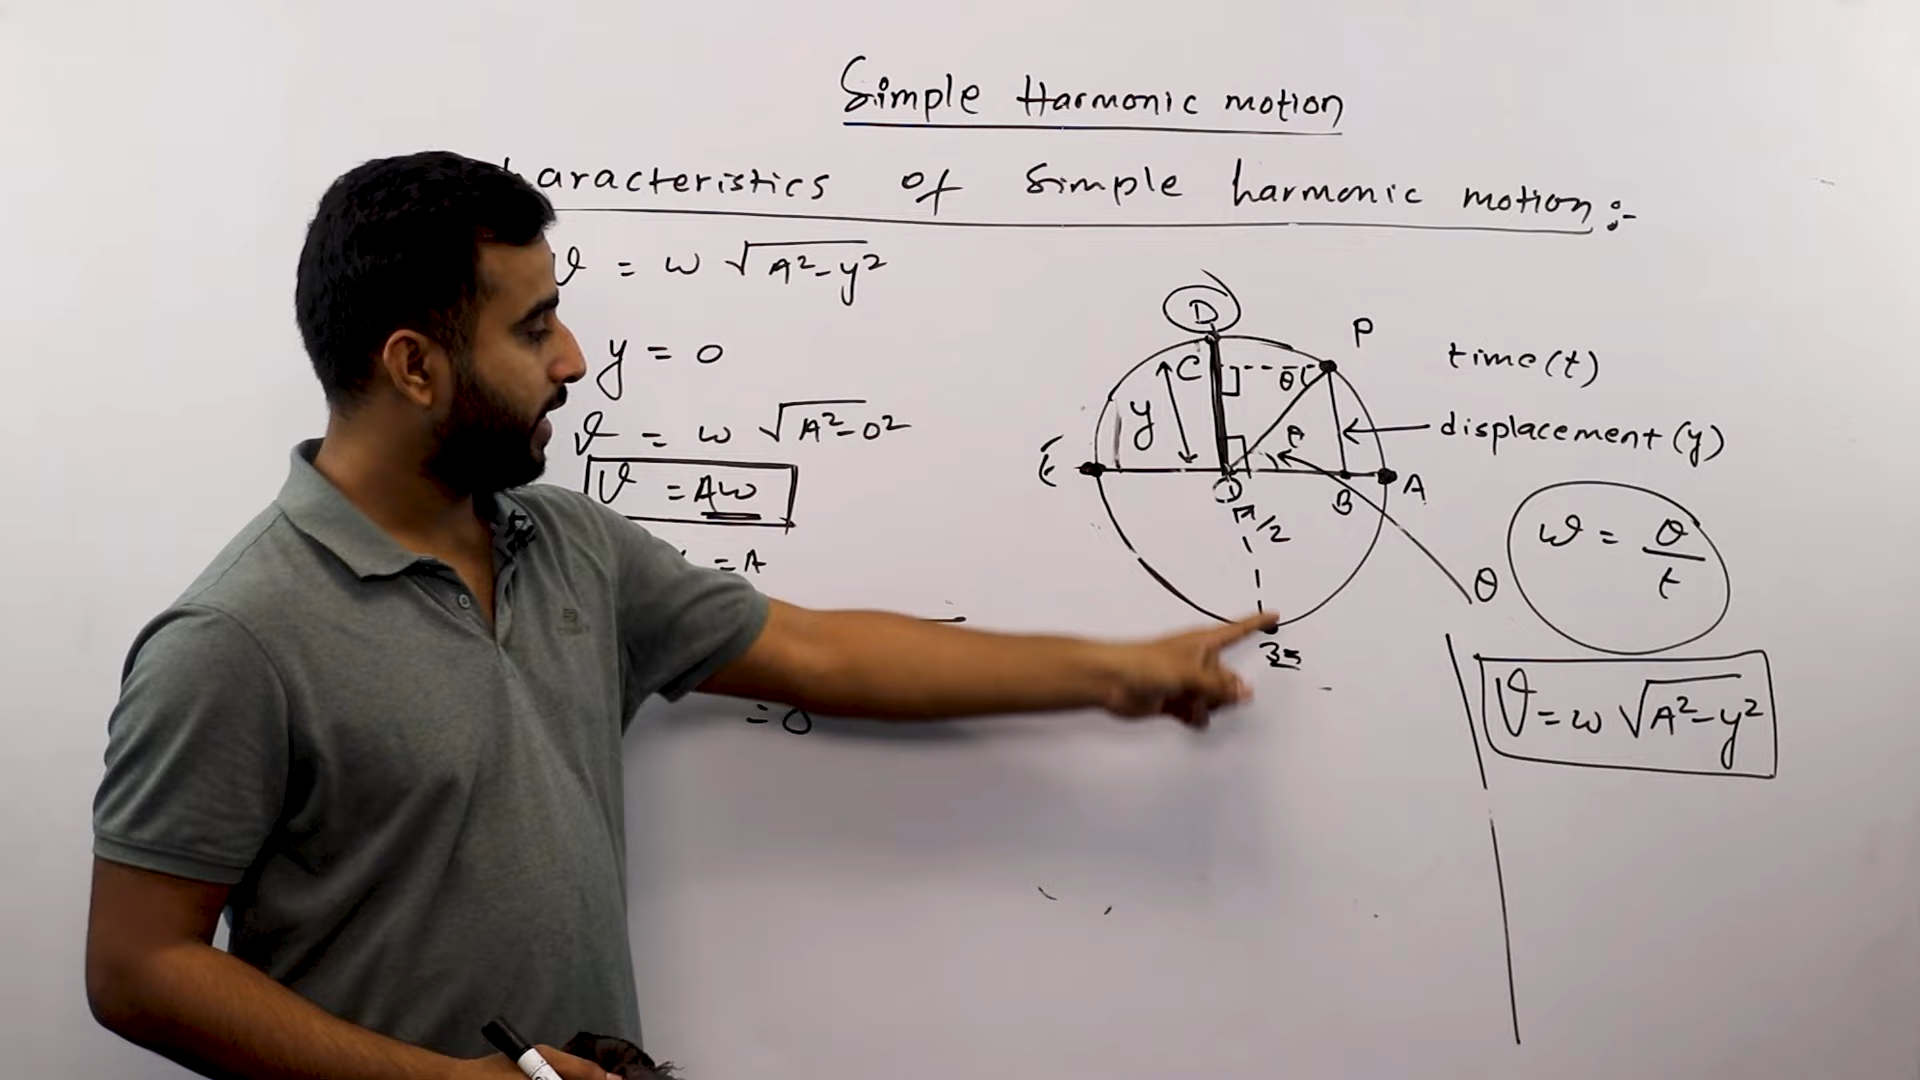 Simple Harmonic motion
haracteristics of simple harmonic motion :-
v = ω √A²-y²
y = 0
v = ω √A²-0²
v = Aω
= A
= 0
D
P
C
θ
y
A
E
O
B
A
π/2
time (t)
displacement (y)
θ
ω = θ/t
v = ω √A²-y²